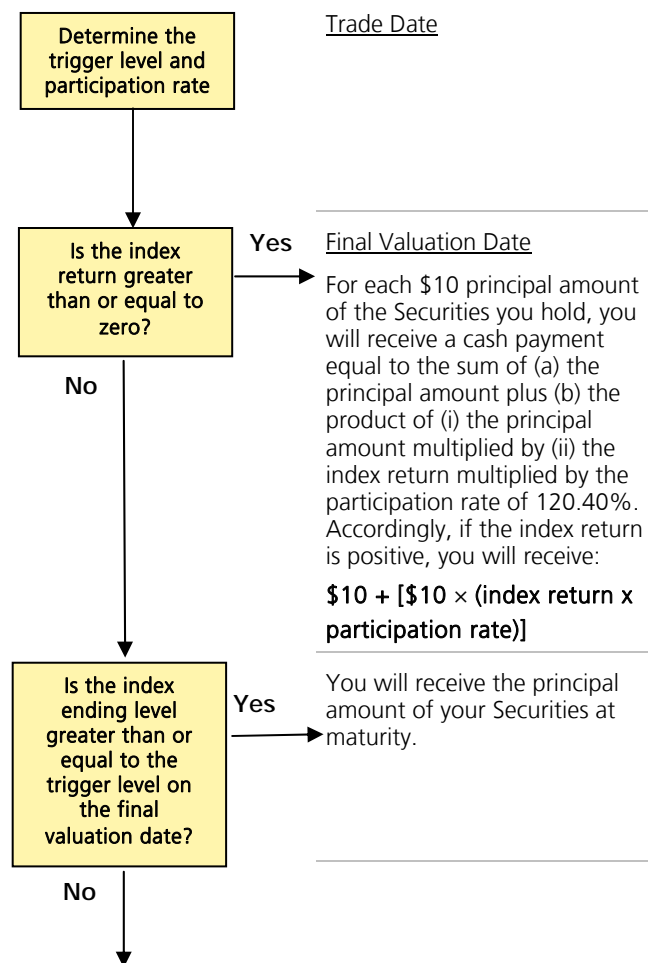 Determine the
trigger level and
participation rate
Trade Date
Is the index
return greater
than or equal to
zero?
Yes
No
Final Valuation Date
For each $10 principal amount
of the Securities you hold, you
will receive a cash payment
equal to the sum of (a) the
principal amount plus (b) the
product of (i) the principal
amount multiplied by (ii) the
index return multiplied by the
participation rate of 120.40%.
Accordingly, if the index return
is positive, you will receive:
$10 + [$10 × (index return x
participation rate)]
Is the index
ending level
greater than or
equal to the
trigger level on
the final
valuation date?
Yes
No
You will receive the principal
amount of your Securities at
maturity.